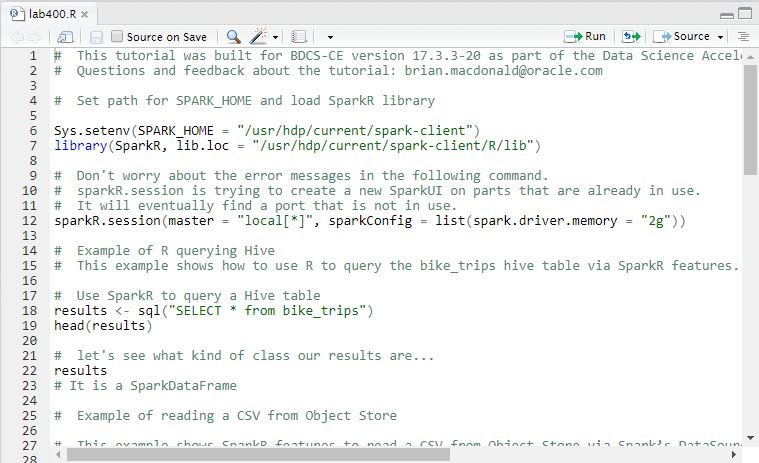 lab400.R
Source on Save
Run
Source
1 # This tutorial was built for BDCS-CE version 17.3.3-20 as part of the Data Science
2 # Questions and feedback about the tutorial: brian.macdonald@oracle.com
3
4 # Set path for SPARK_HOME and load SparkR library
5
6 Sys.setenv(SPARK_HOME = "/usr/hdp/current/spark-client")
7 library(SparkR, lib.loc = "/usr/hdp/current/spark-client/R/lib")
8
9 # Don't worry about the error messages in the following command.
10 # sparkR.session is trying to create a new SparkUI on parts that are already in use.
11 # It will eventually find a port that is not in use.
12 sparkR.session(master = "local[*]", sparkConfig = list(spark.driver.memory = "2g"))
13
14 # Example of R querying Hive
15 # This example shows how to use R to query the bike_trips hive table via SparkR features.
16
17 # Use SparkR to query a Hive table
18 results <- sql("SELECT * from bike_trips")
19 head(results)
20
21 # let's see what kind of class our results are...
22 results
23 # It is a SparkDataFrame
24
25 # Example of reading a CSV from Object Store
26
27 # This example shows SparkR features to read a CSV from Object Store via Spark's
28